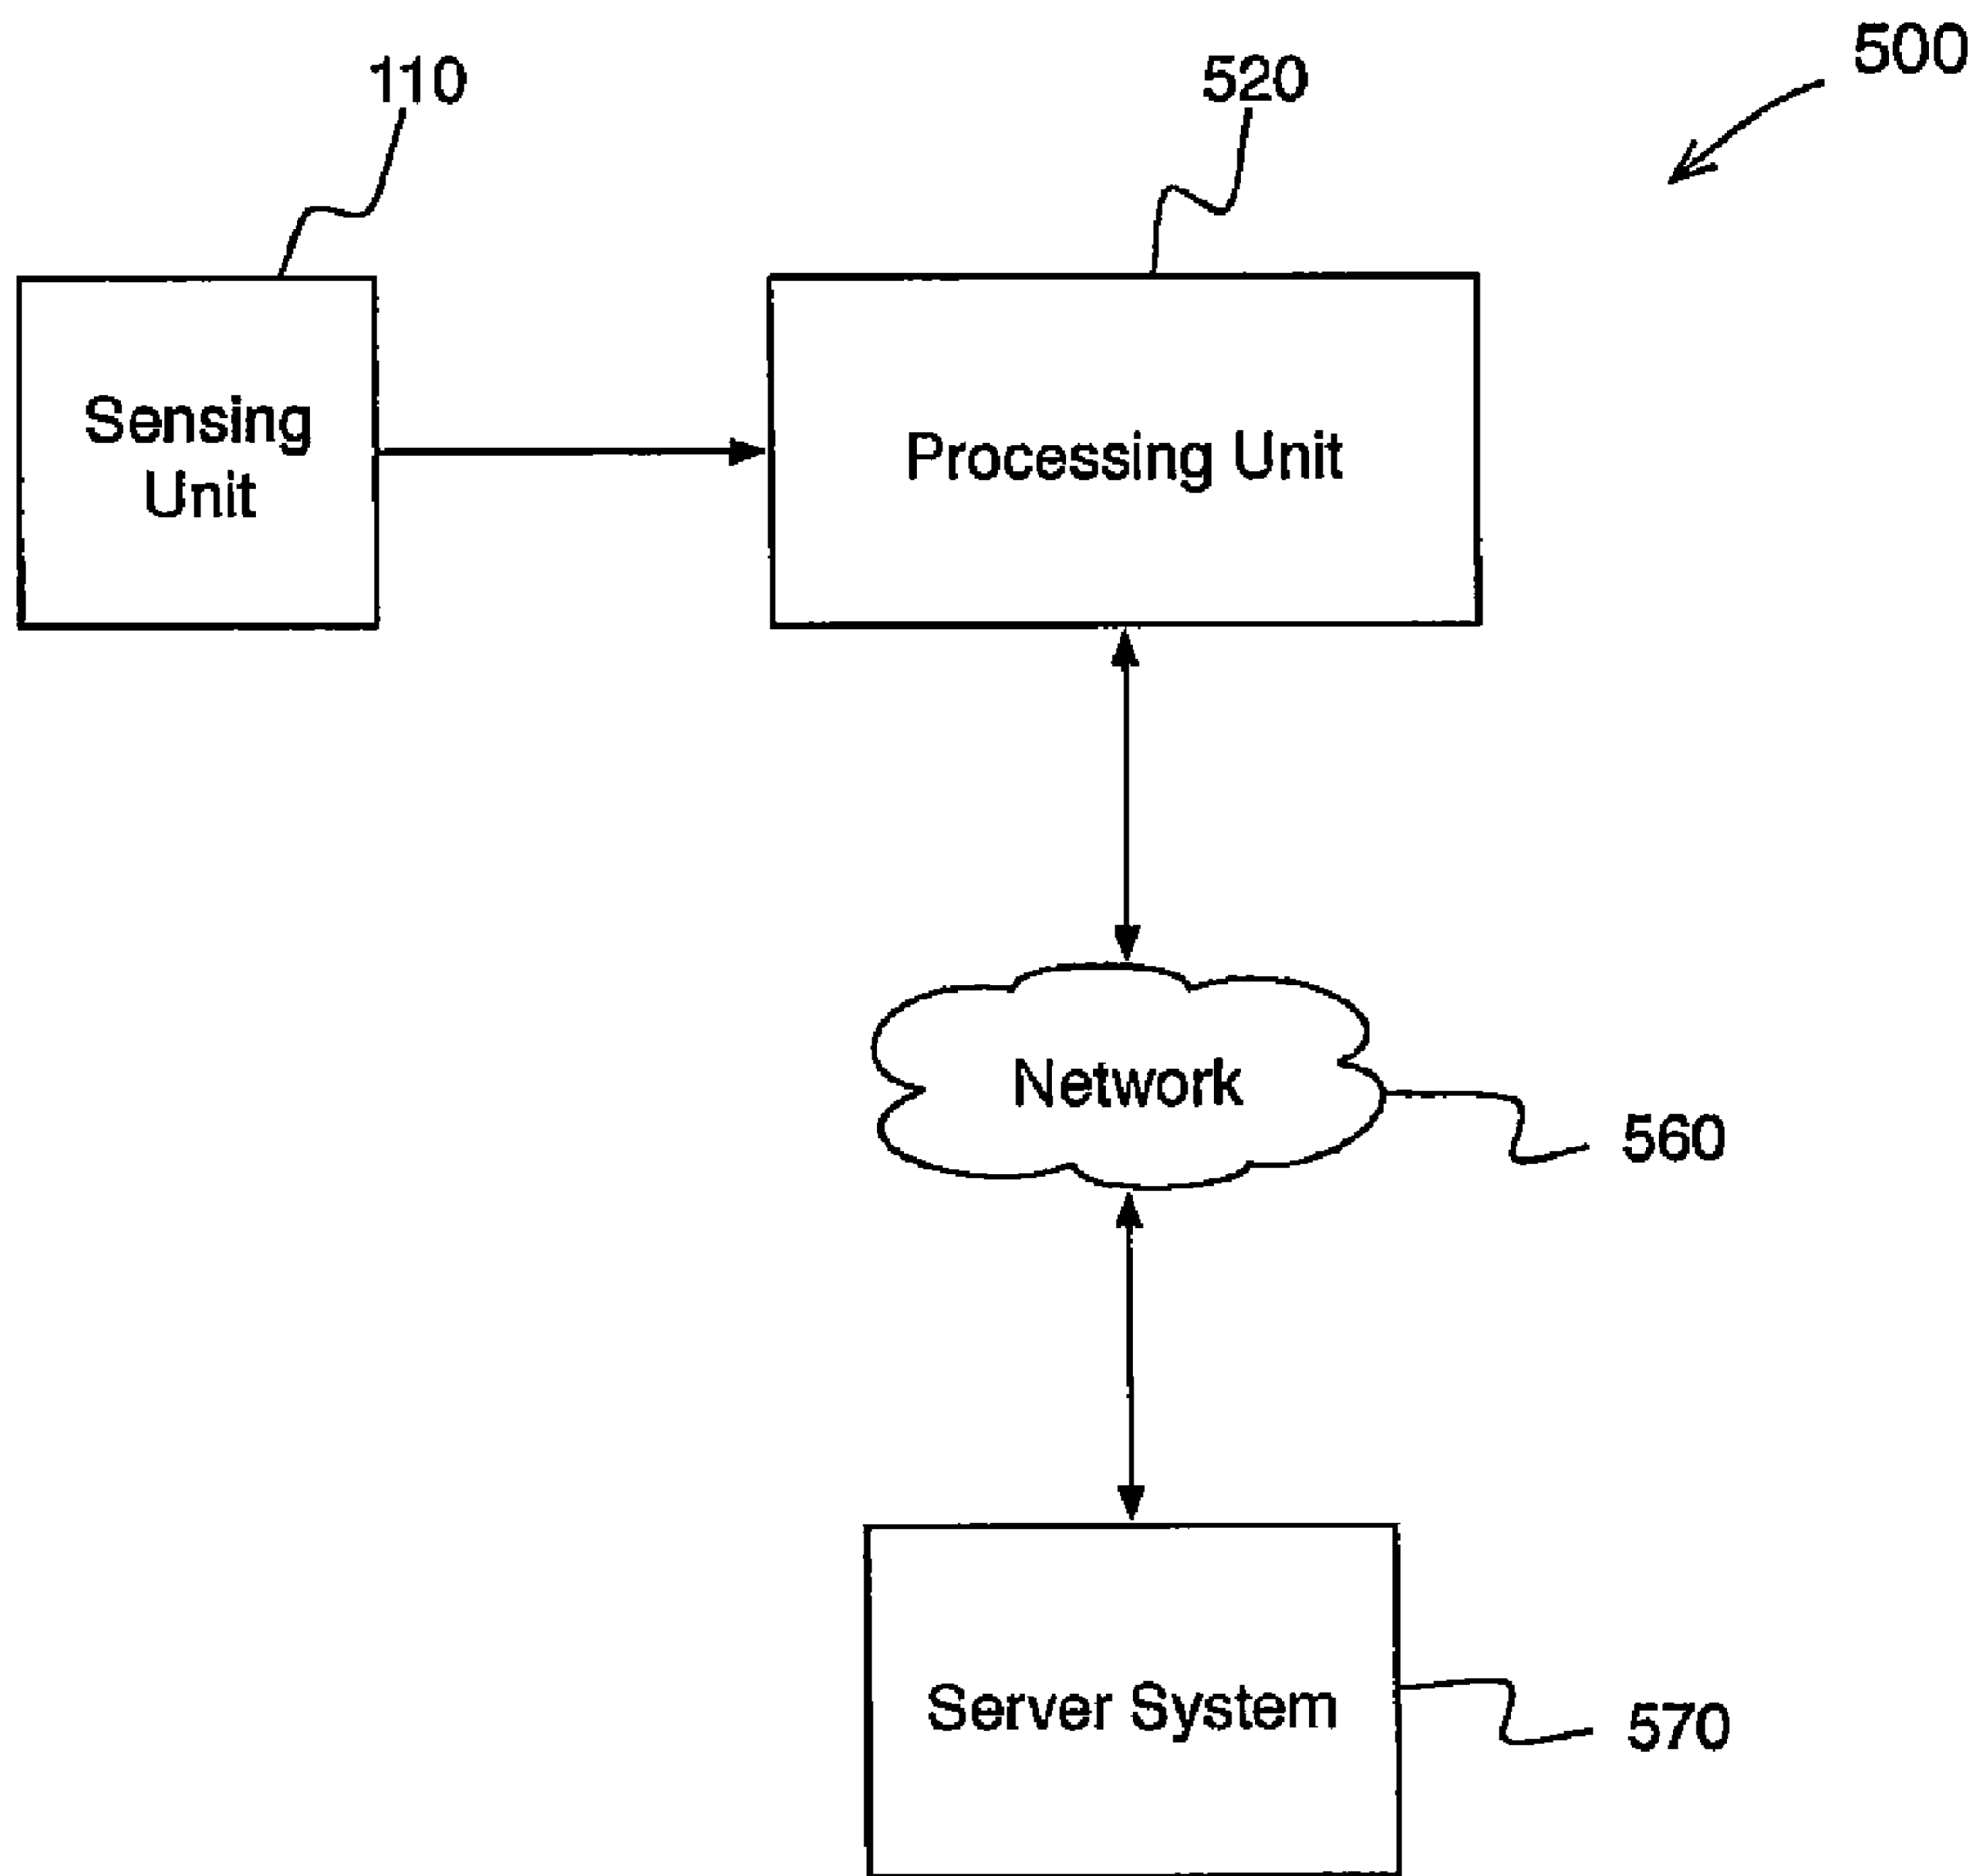 500
110
520
Sensing
Unit
Processing Unit
Network
560
Server System
570